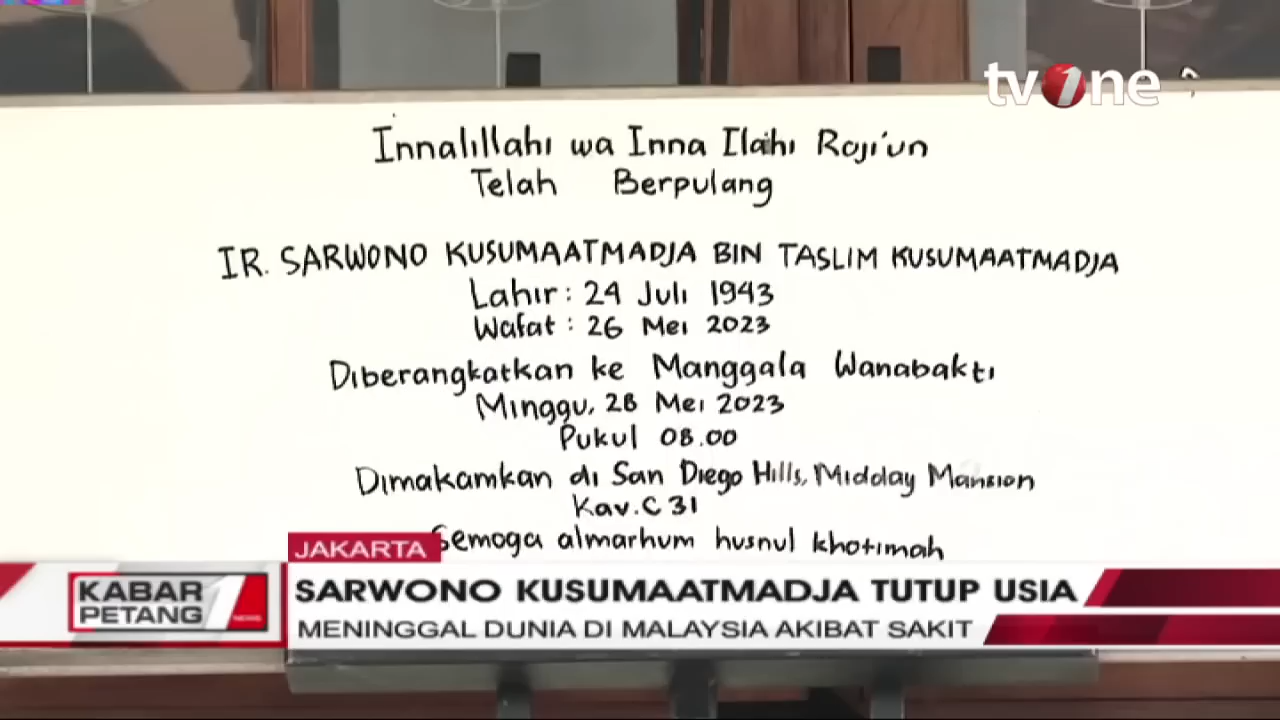 tvOne
Innalillahi wa Inna Ilaihi Roji'un
Telah Berpulang
IR. SARWONO KUSUMAATMADJA BIN TASLIM KUSUMAATMADJA
Lahir : 24 Juli 1943
Wafat : 26 Mei 2023
Diberangkatkan ke Manggala Wanabakti
Minggu, 28 Mei 2023
Pukul 08.00
Dimakamkan di San Diego Hills, Midday Mansion
Kav. C 31
Semoga almarhum husnul khotimah
JAKARTA
KABAR PETANG
NEWS
SARWONO KUSUMAATMADJA TUTUP USIA
MENINGGAL DUNIA DI MALAYSIA AKIBAT SAKIT